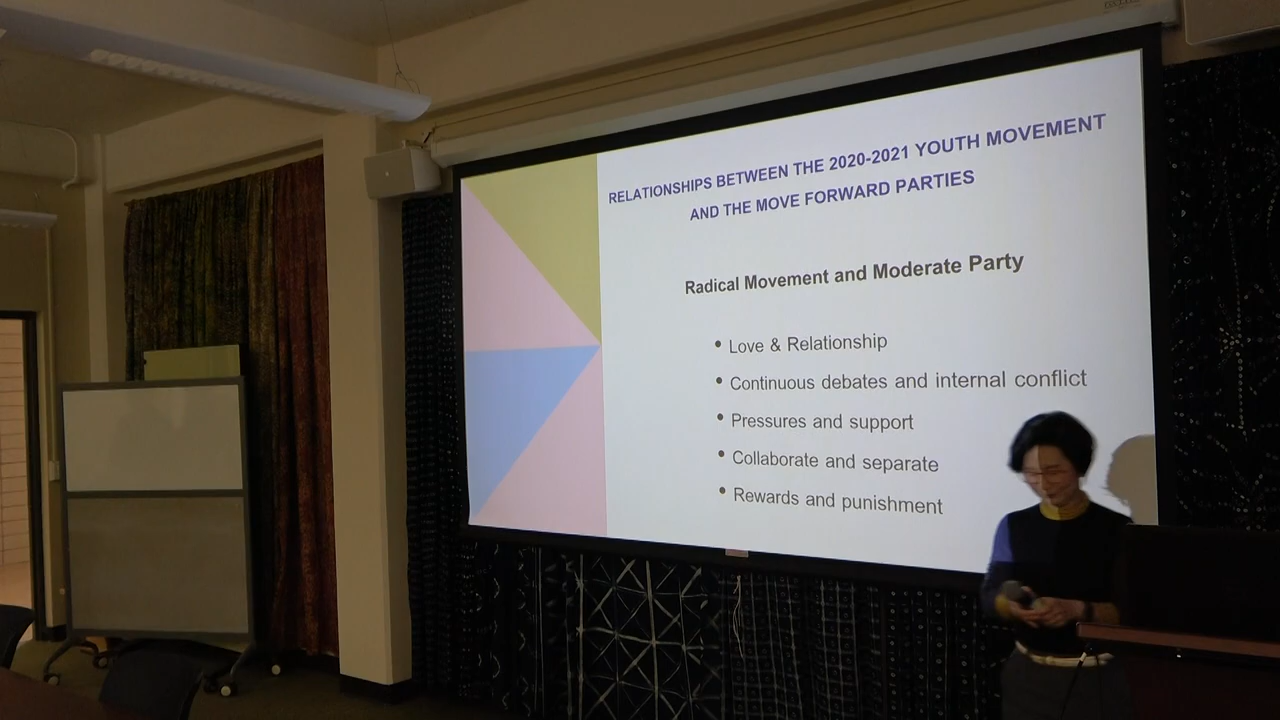 RELATIONSHIPS BETWEEN THE 2020-2021 YOUTH MOVEMENT
AND THE MOVE FORWARD PARTIES
Radical Movement and Moderate Party
• Love & Relationship
• Continuous debates and internal conflict
• Pressures and support
• Collaborate and separate
• Rewards and punishment